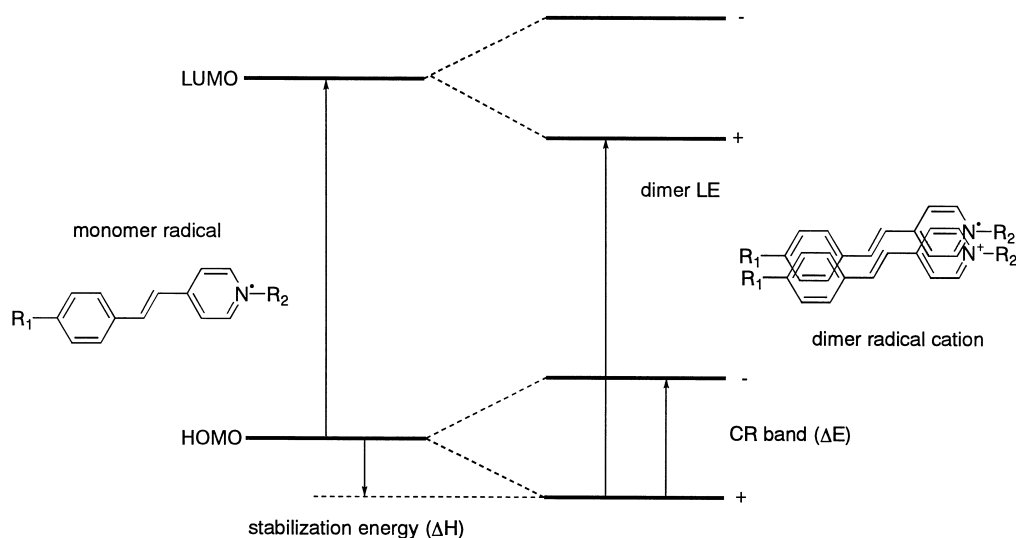 -
LUMO
+
dimer LE
monomer radical
R1
N•
R2
R1
R1
N•
R2
N+
R2
dimer radical cation
-
HOMO
CR band (ΔE)
+
stabilization energy (ΔH)